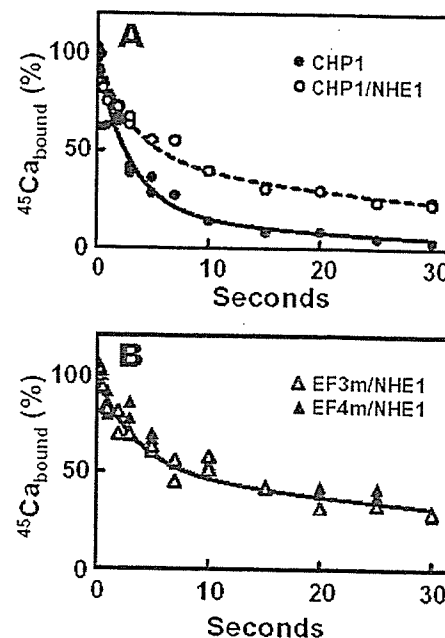 A
CHP1
CHP1/NHE1
⁴⁵Ca_bound (%)
100
50
0
0 10 20 30
Seconds
B
EF3m/NHE1
EF4m/NHE1
⁴⁵Ca_bound (%)
100
50
0
0 10 20 30
Seconds